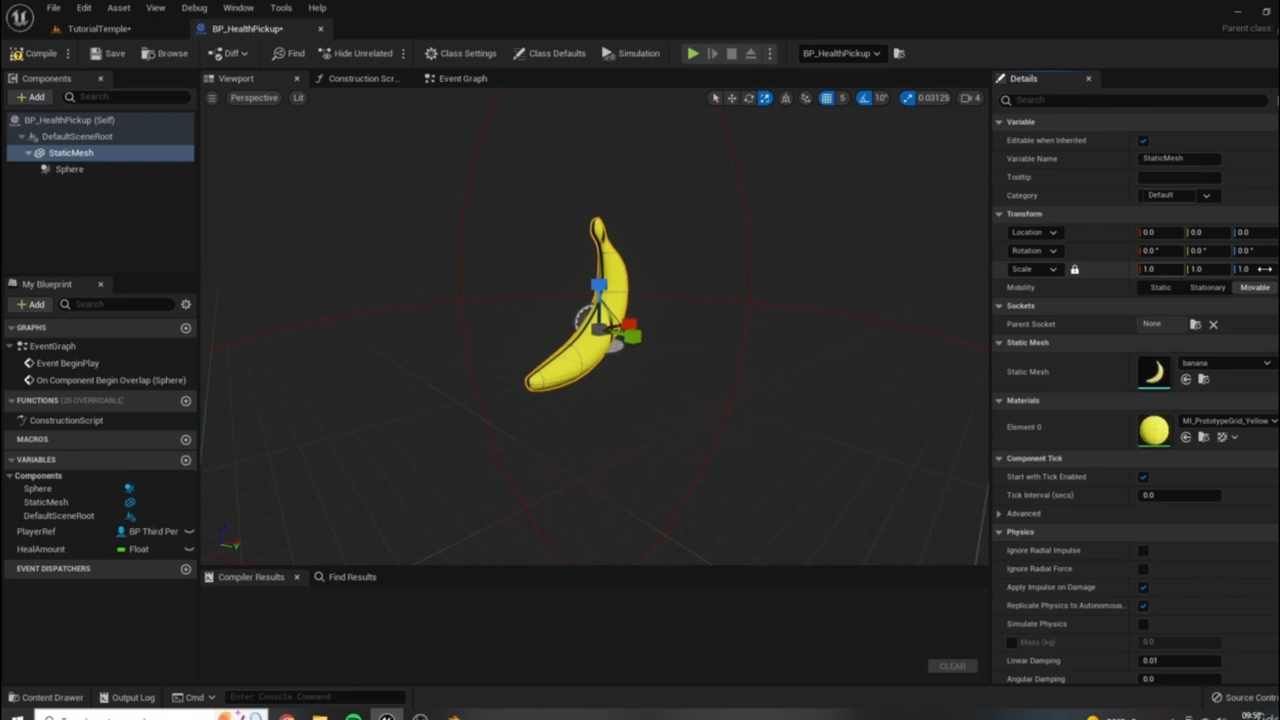 File Edit Asset View Debug Window Tools Help
TutorialTemple*
BP_HealthPickup*
Parent class:
Compile
Save
Browse
Diff
Find
Hide Unrelated
Class Settings
Class Defaults
Simulation
BP_HealthPickup
Components
Add
Search
BP_HealthPickup (Self)
DefaultSceneRoot
StaticMesh
Sphere
My Blueprint
Add
Search
GRAPHS
EventGraph
Event BeginPlay
On Component Begin Overlap (Sphere)
FUNCTIONS (20 OVERRIDABLE)
ConstructionScript
MACROS
VARIABLES
Components
Sphere
StaticMesh
DefaultSceneRoot
PlayerRef BP Third Per
HealAmount Float
EVENT DISPATCHERS
Viewport
Construction Scr...
Event Graph
Perspective
Lit
5
10°
0.03125
4
Compiler Results
Find Results
CLEAR
Details
Search
Variable
Editable when Inherited
Variable Name StaticMesh
Tooltip
Category Default
Transform
Location 0.0 0.0 0.0
Rotation 0.0° 0.0° 0.0°
Scale 1.0 1.0 1.0
Mobility Static Stationary Movable
Sockets
Parent Socket None
Static Mesh
Static Mesh banana
Materials
Element 0 MI_PrototypeGrid_Yellow
Component Tick
Start with Tick Enabled
Tick Interval (secs) 0.0
Advanced
Physics
Ignore Radial Impulse
Ignore Radial Force
Apply Impulse on Damage
Replicate Physics to Autonomous...
Simulate Physics
Mass (kg) 0.0
Linear Damping 0.01
Angular Damping 0.0
Content Drawer
Output Log
Cmd
Enter Console Command
Source Contr